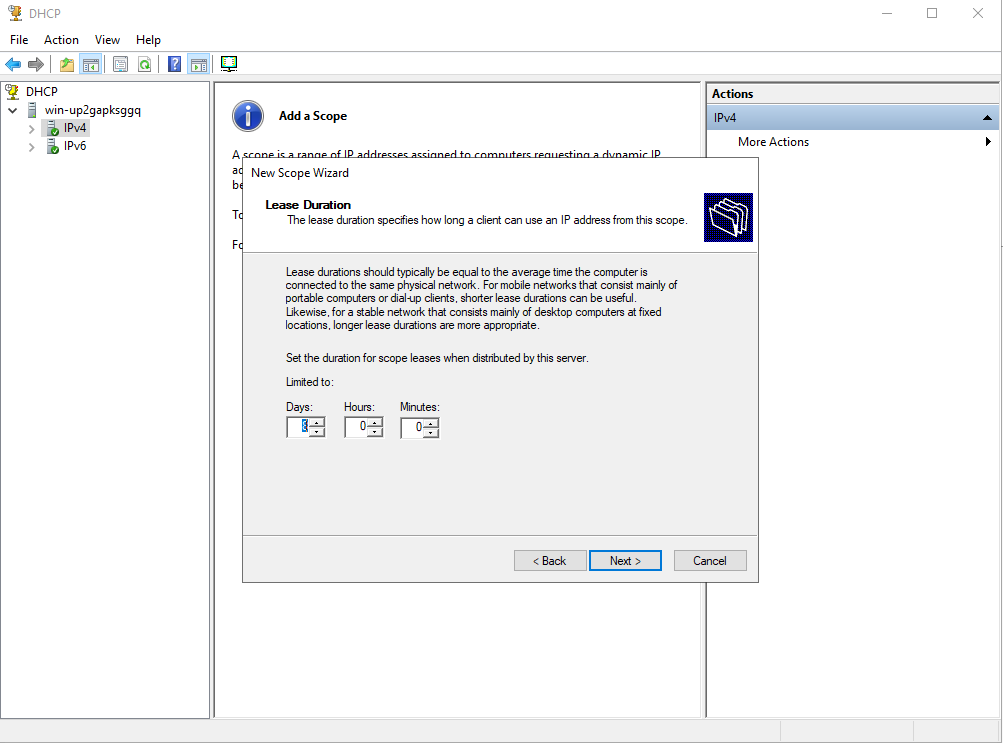 DHCP
File Action View Help
DHCP
win-up2gapksggq
IPv4
IPv6
Add a Scope
A scope is a range of IP addresses assigned to computers requesting a dynamic IP
Actions
IPv4
More Actions
New Scope Wizard
Lease Duration
The lease duration specifies how long a client can use an IP address from this scope.
Lease durations should typically be equal to the average time the computer is
connected to the same physical network. For mobile networks that consist mainly of
portable computers or dial-up clients, shorter lease durations can be useful.
Likewise, for a stable network that consists mainly of desktop computers at fixed
locations, longer lease durations are more appropriate.
Set the duration for scope leases when distributed by this server.
Limited to:
Days: Hours: Minutes:
0 0
< Back Next > Cancel